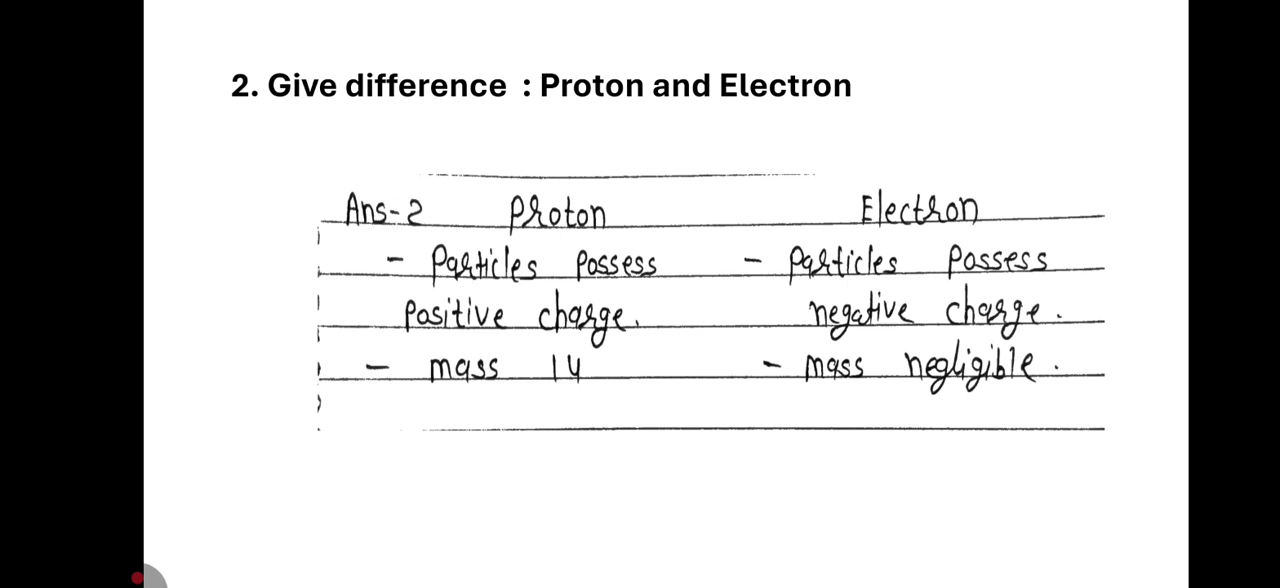 2. Give difference : Proton and Electron
Ans-2 Proton Electron
- Particles Possess - Particles Possess
Positive charge. negative charge.
- mass 1u - mass negligible.